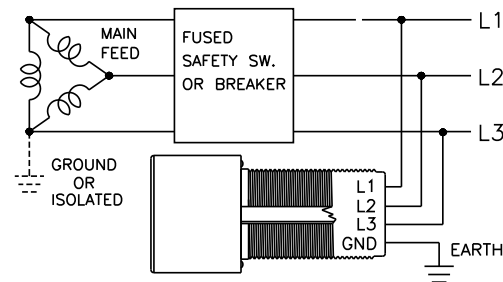 MAIN
FEED
FUSED
SAFETY SW.
OR BREAKER
L1
L2
L3
GROUND
OR
ISOLATED
L1
L2
L3
GND
EARTH